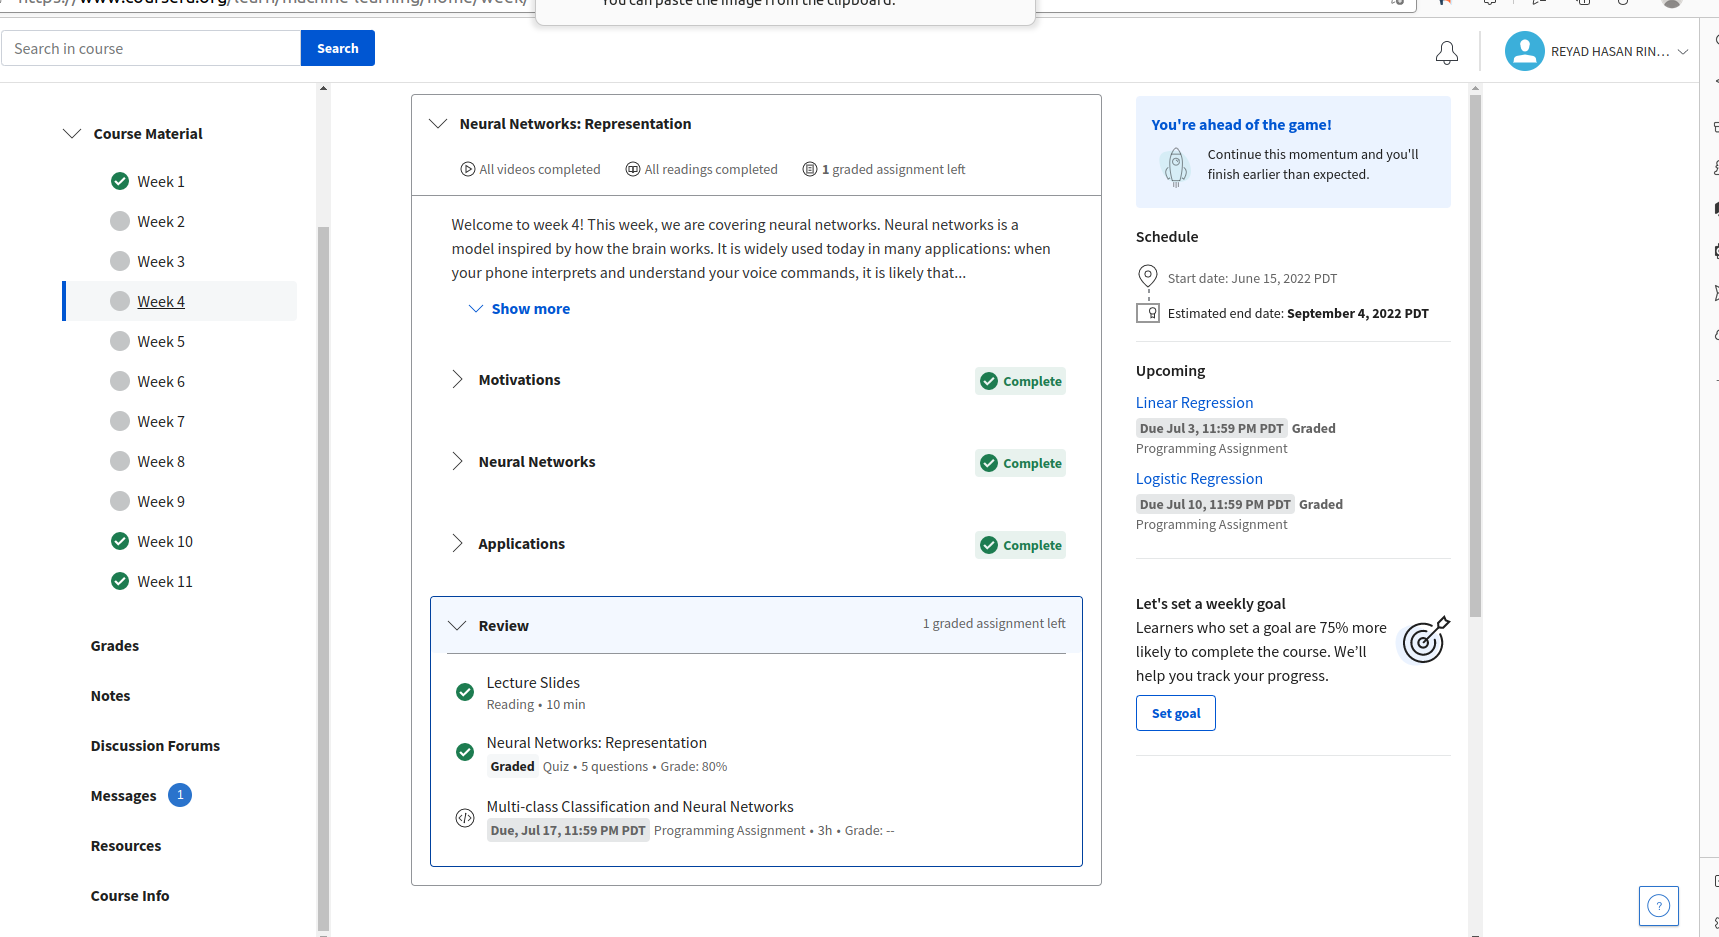 https://www.coursera.org/learn/machine-learning/home/week/
You can paste the image from the clipboard.
Search in course
Search
REYAD HASAN RIN...
Course Material
Week 1
Week 2
Week 3
Week 4
Week 5
Week 6
Week 7
Week 8
Week 9
Week 10
Week 11
Grades
Notes
Discussion Forums
Messages 1
Resources
Course Info
Neural Networks: Representation
All videos completed All readings completed 1 graded assignment left
Welcome to week 4! This week, we are covering neural networks. Neural networks is a
model inspired by how the brain works. It is widely used today in many applications: when
your phone interprets and understand your voice commands, it is likely that...
Show more
Motivations Complete
Neural Networks Complete
Applications Complete
Review 1 graded assignment left
Lecture Slides
Reading • 10 min
Neural Networks: Representation
Graded Quiz • 5 questions • Grade: 80%
Multi-class Classification and Neural Networks
Due, Jul 17, 11:59 PM PDT Programming Assignment • 3h • Grade: --
You're ahead of the game!
Continue this momentum and you'll
finish earlier than expected.
Schedule
Start date: June 15, 2022 PDT
Estimated end date: September 4, 2022 PDT
Upcoming
Linear Regression
Due Jul 3, 11:59 PM PDT Graded
Programming Assignment
Logistic Regression
Due Jul 10, 11:59 PM PDT Graded
Programming Assignment
Let's set a weekly goal
Learners who set a goal are 75% more
likely to complete the course. We'll
help you track your progress.
Set goal
?